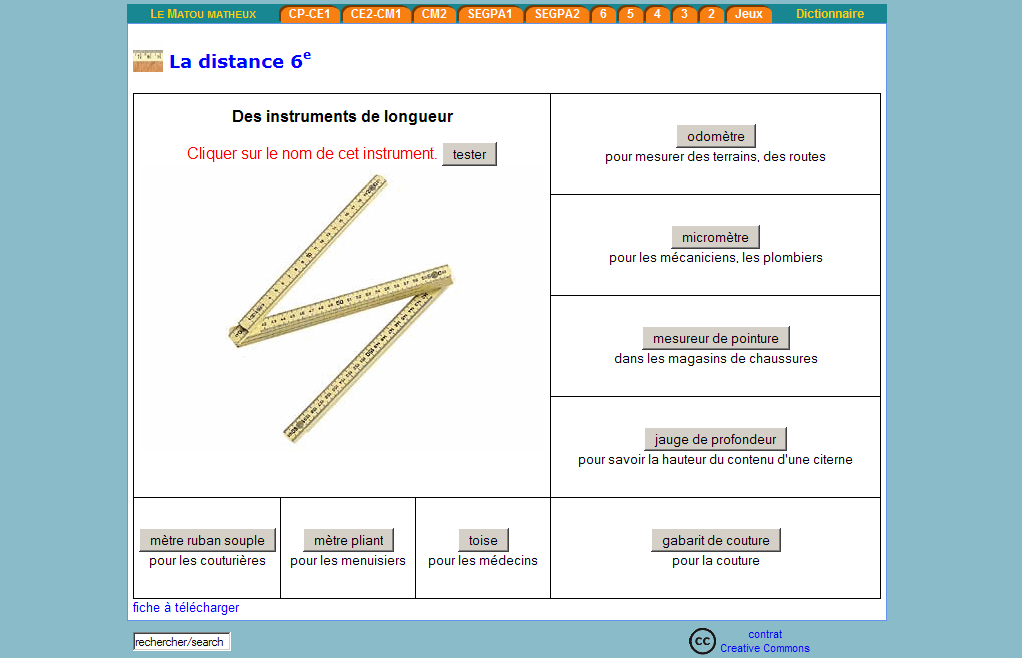 LE MATOU MATHEUX CP-CE1 CE2-CM1 CM2 SEGPA1 SEGPA2 6 5 4 3 2 Jeux Dictionnaire
La distance 6e
Des instruments de longueur
Cliquer sur le nom de cet instrument. tester
odomètre
pour mesurer des terrains, des routes
micromètre
pour les mécaniciens, les plombiers
mesureur de pointure
dans les magasins de chaussures
jauge de profondeur
pour savoir la hauteur du contenu d'une citerne
mètre ruban souple
pour les couturières
mètre pliant
pour les menuisiers
toise
pour les médecins
gabarit de couture
pour la couture
fiche à télécharger
rechercher/search
cc
contrat
Creative Commons